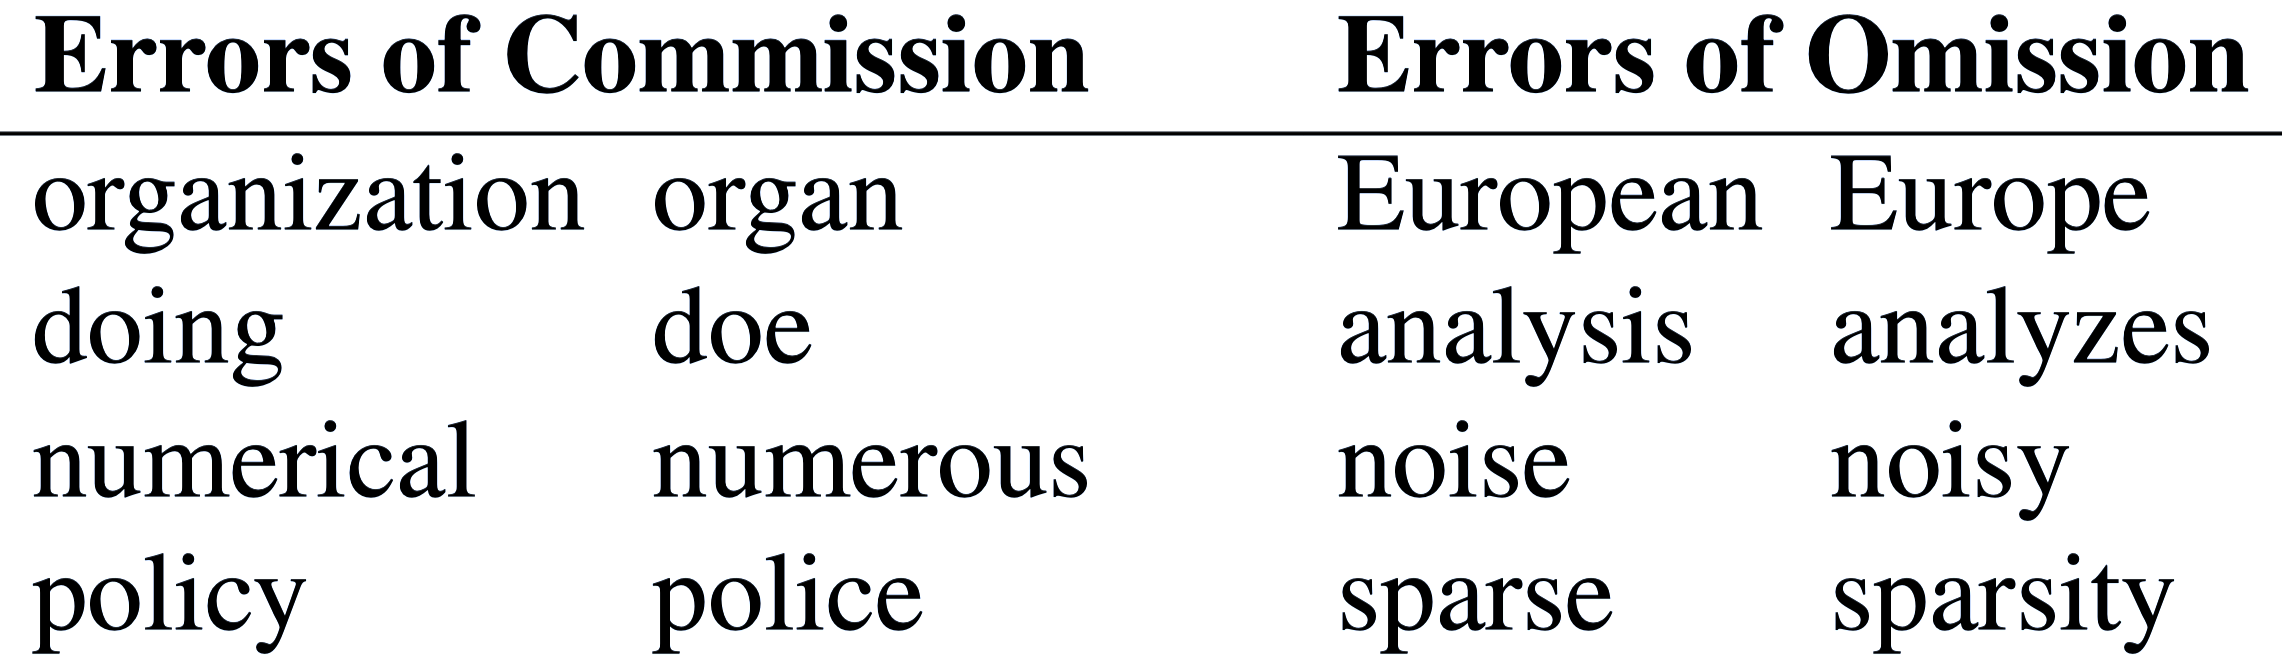 Errors of Commission Errors of Omission
organization organ European Europe
doing doe analysis analyzes
numerical numerous noise noisy
policy police sparse sparsity